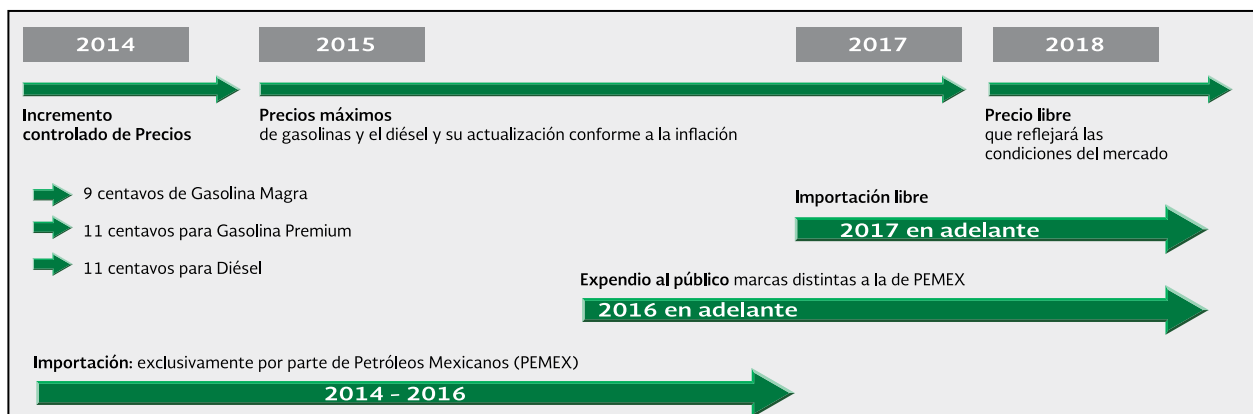 2014
2015
2017
2018
Incremento
controlado de Precios
Precios máximos
de gasolinas y el diésel y su actualización conforme a la inflación
Precio libre
que reflejará las
condiciones del mercado
9 centavos de Gasolina Magra
11 centavos para Gasolina Premium
11 centavos para Diésel
Importación libre
2017 en adelante
Expendio al público marcas distintas a la de PEMEX
2016 en adelante
Importación: exclusivamente por parte de Petróleos Mexicanos (PEMEX)
2014 – 2016